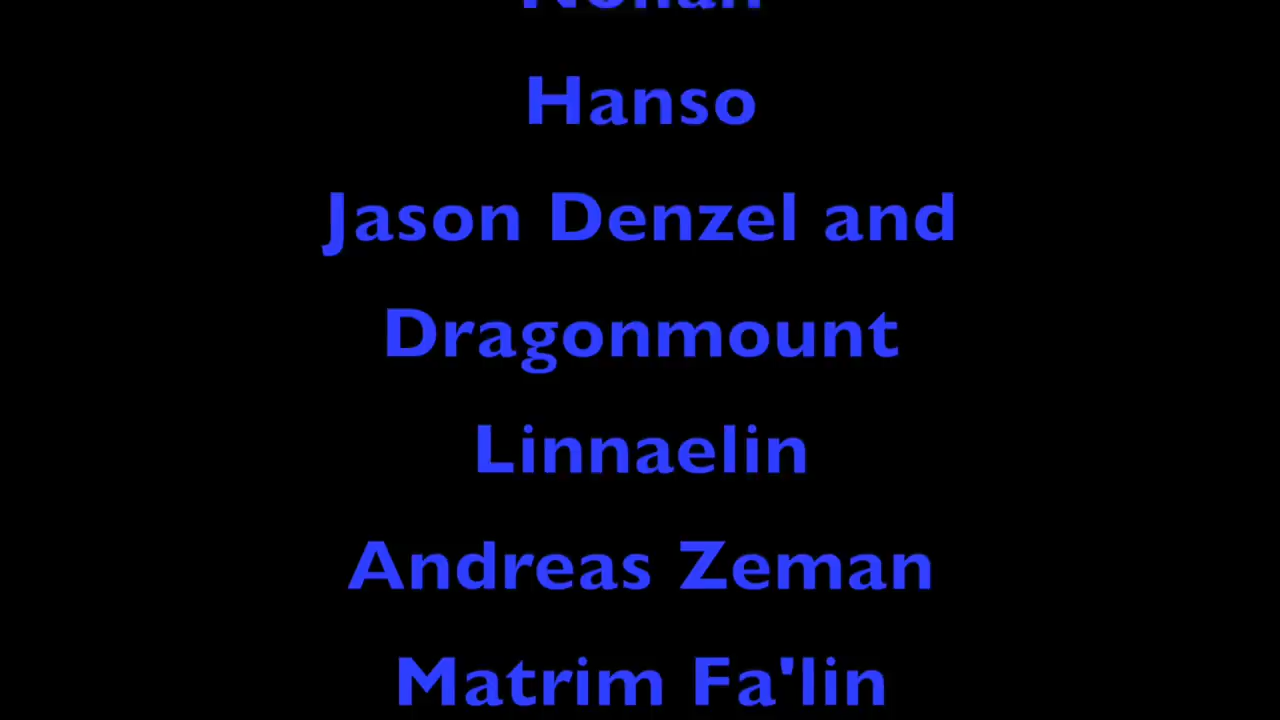 Hanso
Jason Denzel and
Dragonmount
Linnaelin
Andreas Zeman
Matrim Fa'lin